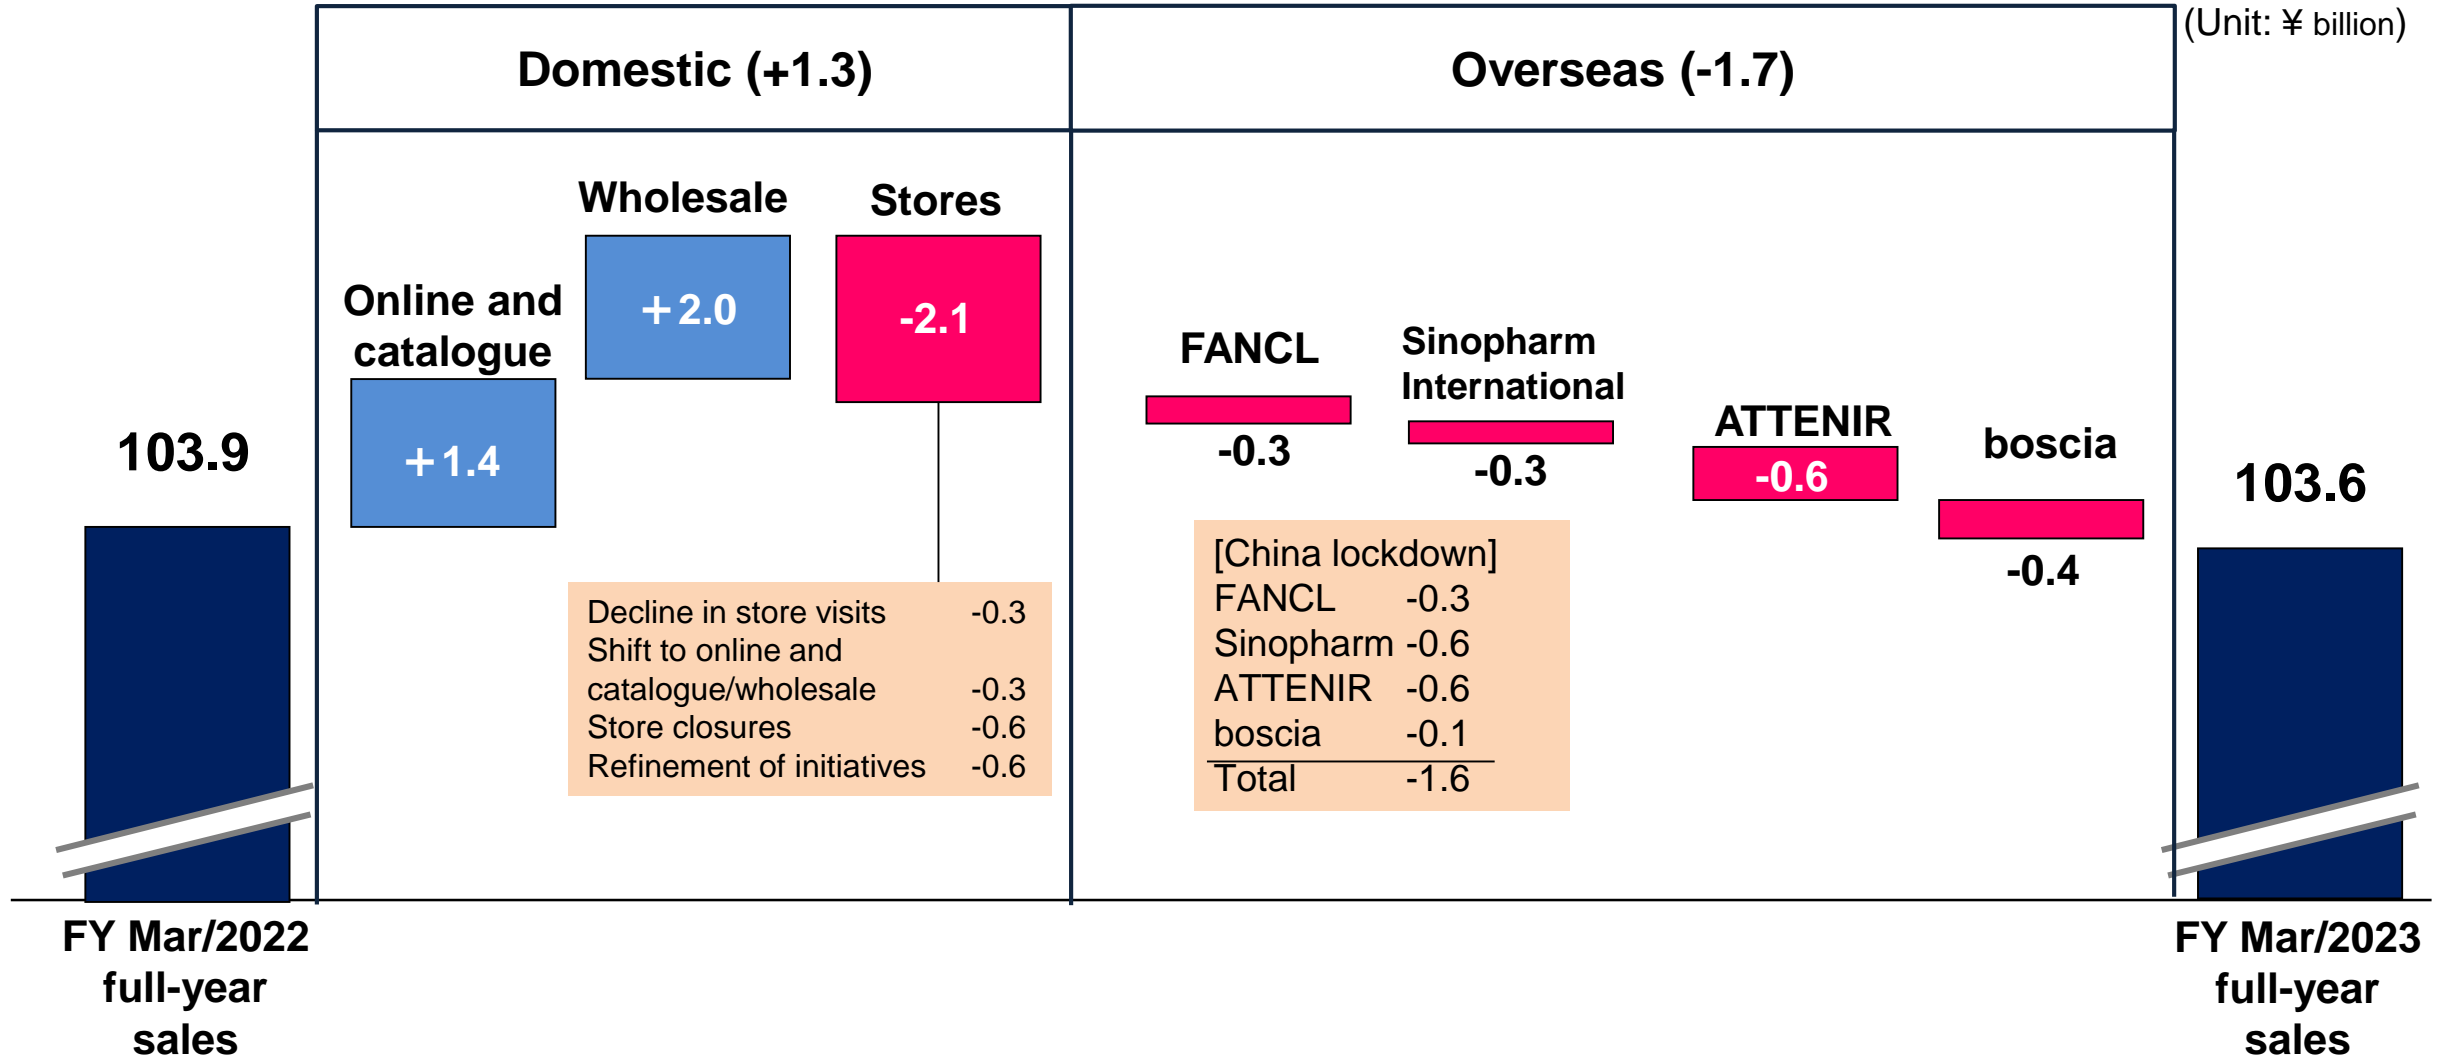 (Unit: ¥ billion)
Domestic (+1.3)
Overseas (-1.7)
103.9
Online and
catalogue
+1.4
Wholesale
+2.0
Stores
-2.1
Decline in store visits -0.3
Shift to online and
catalogue/wholesale -0.3
Store closures -0.6
Refinement of initiatives -0.6
FANCL
-0.3
Sinopharm
International
-0.3
ATTENIR
-0.6
boscia
-0.4
[China lockdown]
FANCL -0.3
Sinopharm -0.6
ATTENIR -0.6
boscia -0.1
Total -1.6
103.6
FY Mar/2022
full-year
sales
FY Mar/2023
full-year
sales